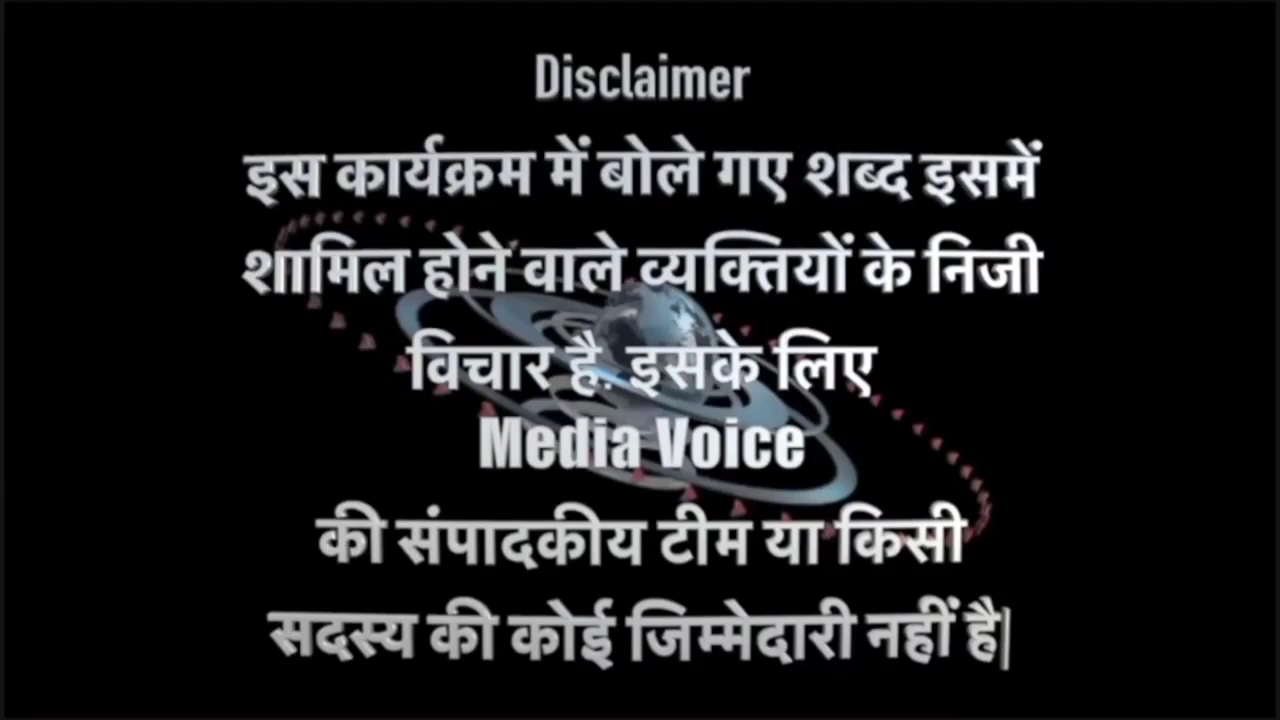 Disclaimer
इस कार्यक्रम में बोले गए शब्द इसमें
शामिल होने वाले व्यक्तियों के निजी
विचार है. इसके लिए
Media Voice
की संपादकीय टीम या किसी
सदस्य की कोई जिम्मेदारी नहीं है|